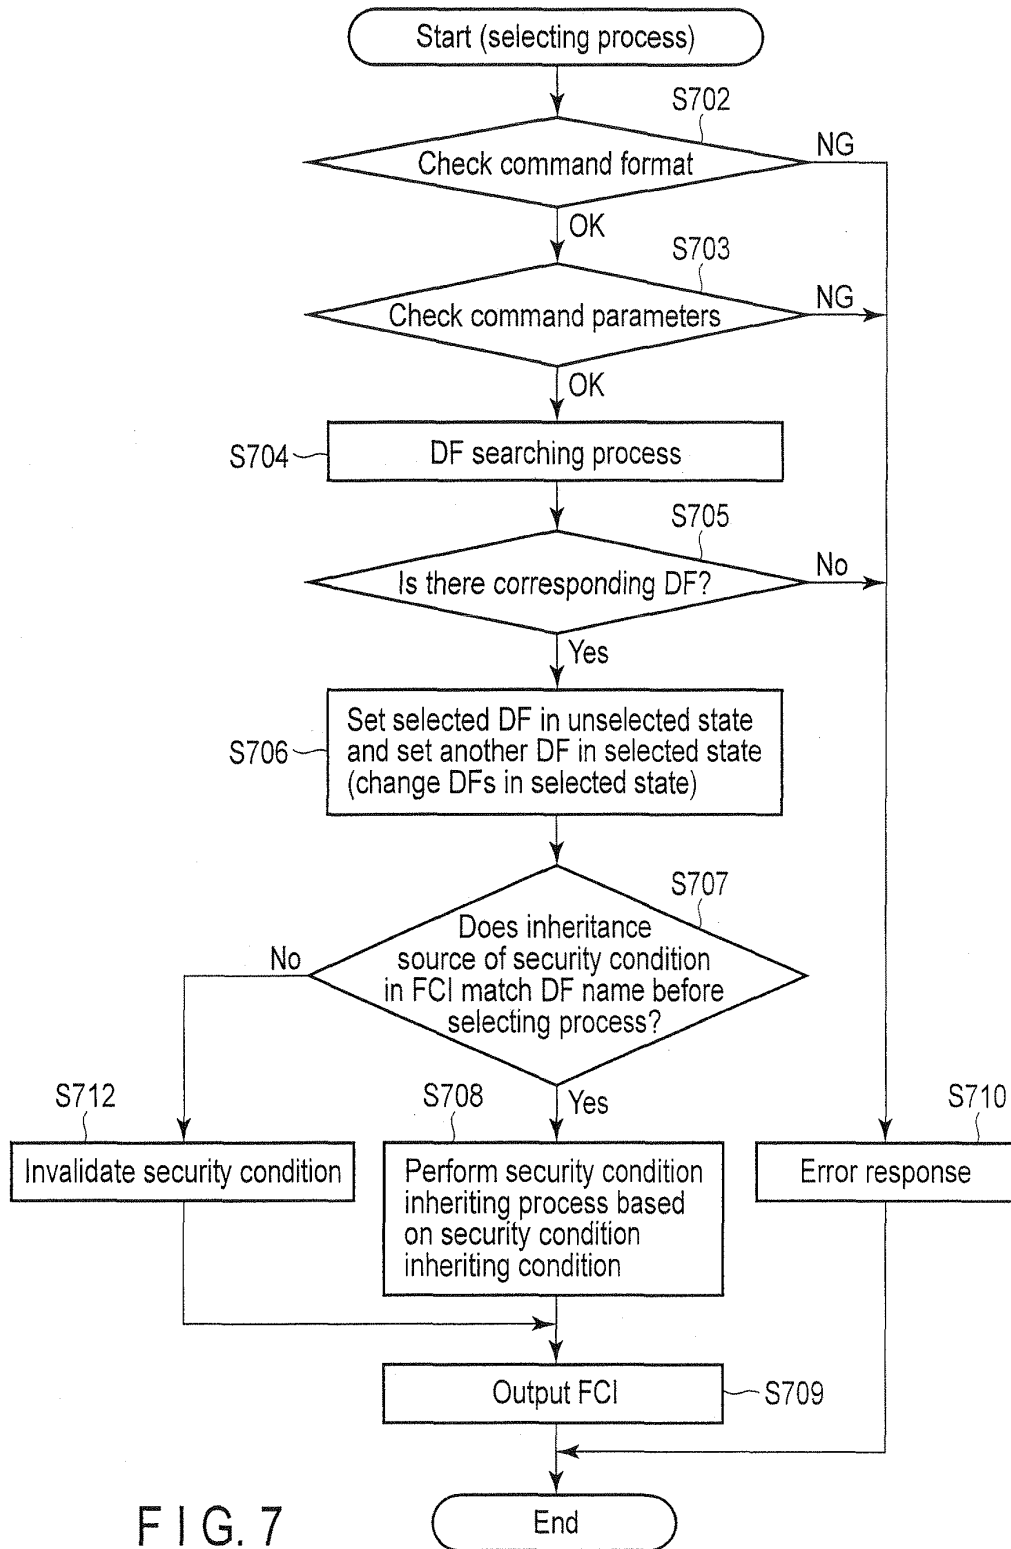 Start (selecting process)
S702
Check command format
NG
OK
S703
Check command parameters
NG
OK
S704
DF searching process
S705
Is there corresponding DF?
No
Yes
S706
Set selected DF in unselected state
and set another DF in selected state
(change DFs in selected state)
S707
Does inheritance
source of security condition
in FCI match DF name before
selecting process?
No
Yes
S712
Invalidate security condition
S708
Perform security condition
inheriting process based
on security condition
inheriting condition
S710
Error response
Output FCI
S709
End
FIG. 7